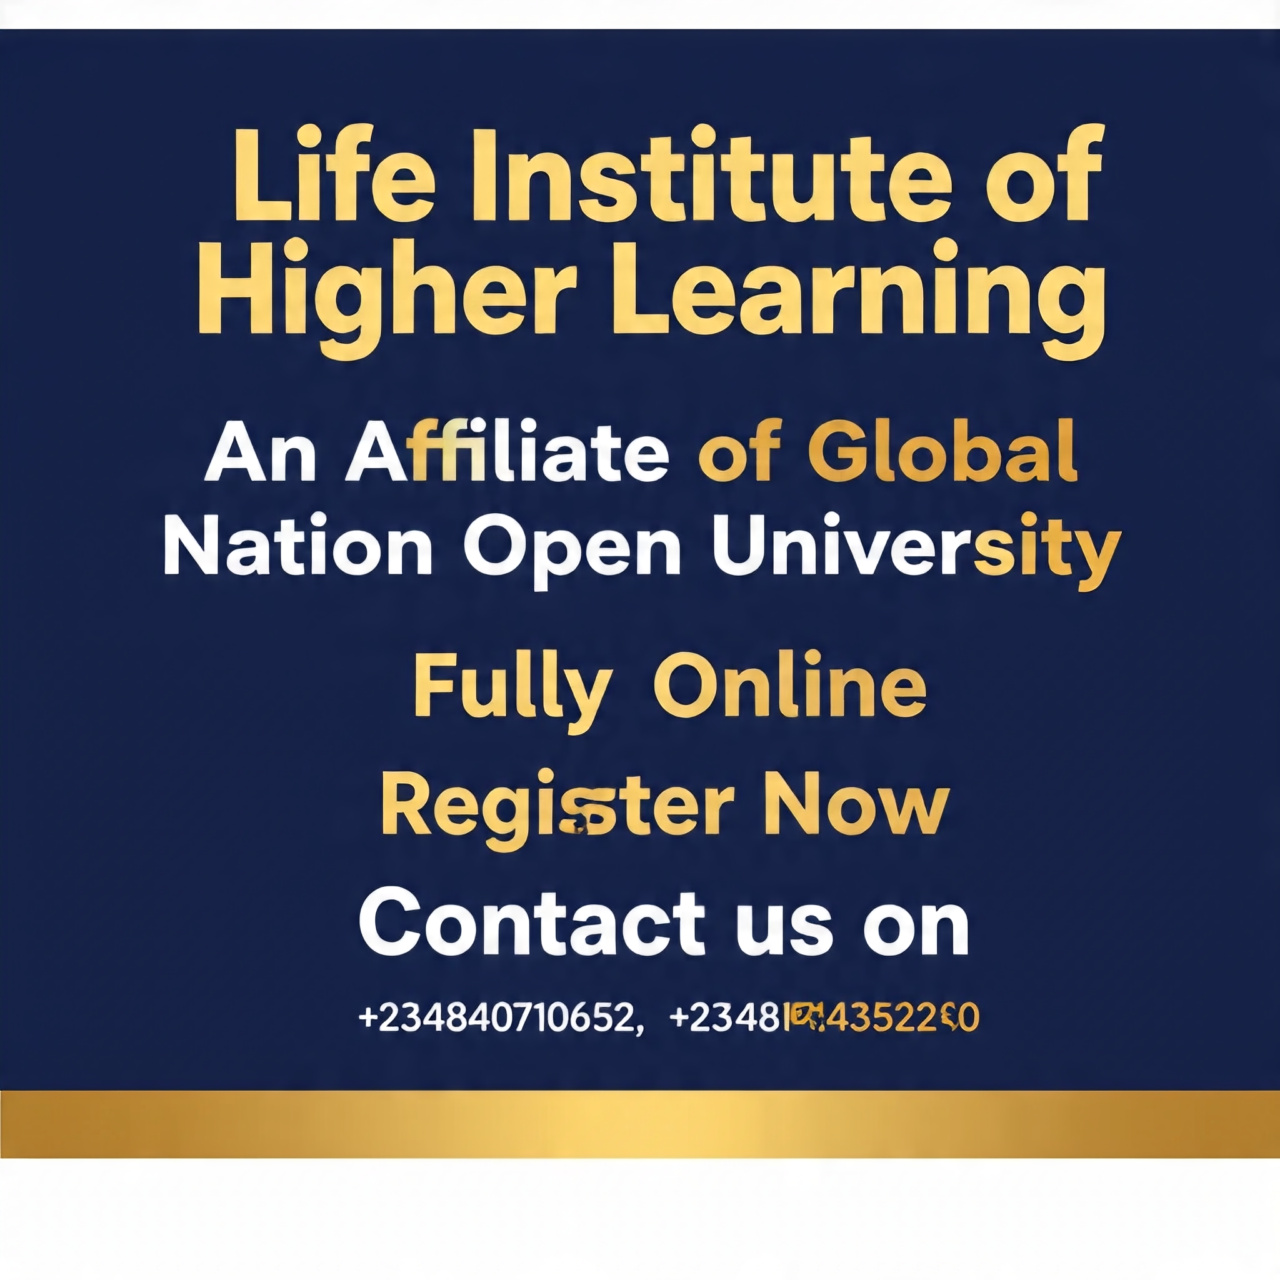 Life Institute of
Higher Learning
An Affiliate of Global
Nation Open University
Fully Online
Register Now
Contact us on
+234840710652,